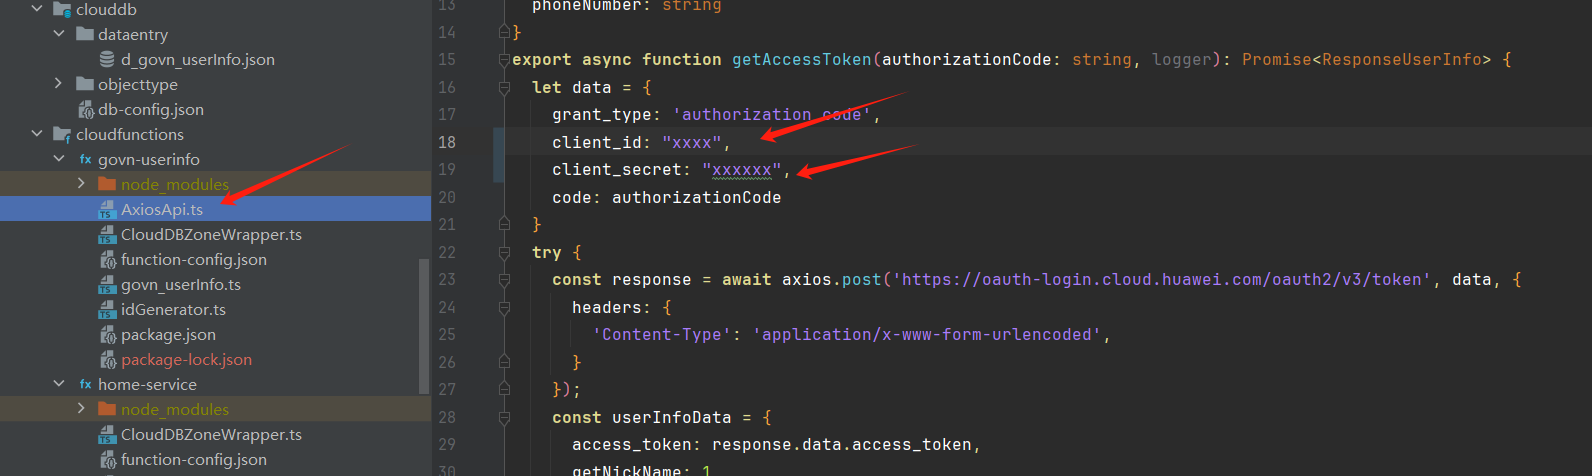 clouddb
dataentry
d_govn_userInfo.json
objecttype
db-config.json
cloudfunctions
govn-userinfo
node_modules
AxiosApi.ts
CloudDBZoneWrapper.ts
function-config.json
govn_userInfo.ts
idGenerator.ts
package.json
package-lock.json
home-service
node_modules
CloudDBZoneWrapper.ts
function-config.json
13 phoneNumber: string
14 }
15 export async function getAccessToken(authorizationCode: string, logger): Promise<ResponseUserInfo> {
16 let data = {
17 grant_type: 'authorization_code',
18 client_id: "xxxx",
19 client_secret: "xxxxxx",
20 code: authorizationCode
21 }
22 try {
23 const response = await axios.post('https://oauth-login.cloud.huawei.com/oauth2/v3/token', data, {
24 headers: {
25 'Content-Type': 'application/x-www-form-urlencoded',
26 }
27 });
28 const userInfoData = {
29 access_token: response.data.access_token,
30 getNickName: 1